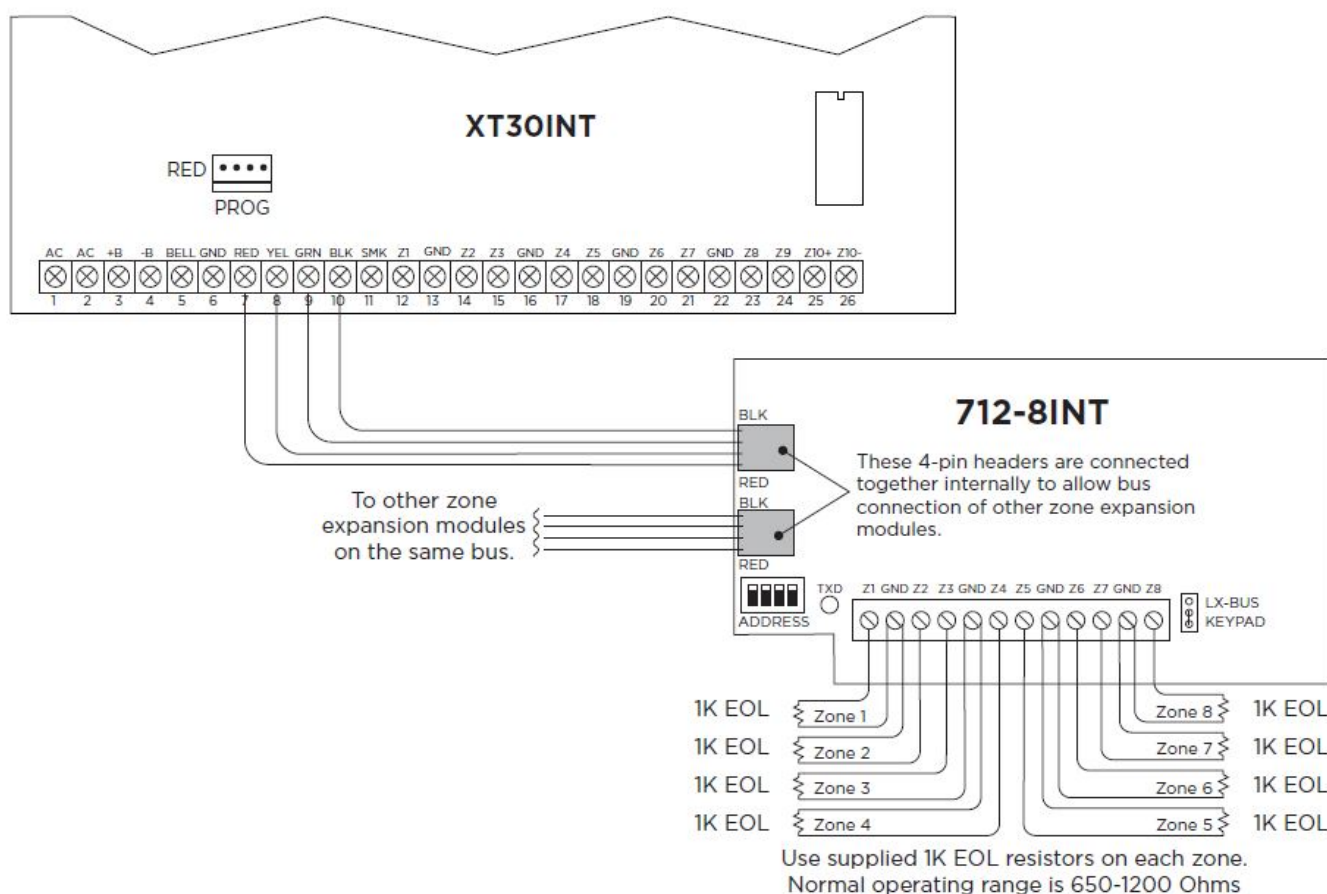 XT30INT
RED
PROG
AC AC +B -B BELL GND RED YEL GRN BLK SMK Z1 GND Z2 Z3 GND Z4 Z5 GND Z6 Z7 GND Z8 Z9 Z10+ Z10-
1 2 3 4 5 6 7 8 9 10 11 12 13 14 15 16 17 18 19 20 21 22 23 24 25 26
712-8INT
BLK
RED
These 4-pin headers are connected
together internally to allow bus
connection of other zone expansion
modules.
To other zone
expansion modules
on the same bus.
BLK
RED
ADDRESS
TXD
Z1 GND Z2 Z3 GND Z4 Z5 GND Z6 Z7 GND Z8
LX-BUS
KEYPAD
1K EOL Zone 1 Zone 8 1K EOL
1K EOL Zone 2 Zone 7 1K EOL
1K EOL Zone 3 Zone 6 1K EOL
1K EOL Zone 4 Zone 5 1K EOL
Use supplied 1K EOL resistors on each zone.
Normal operating range is 650-1200 Ohms